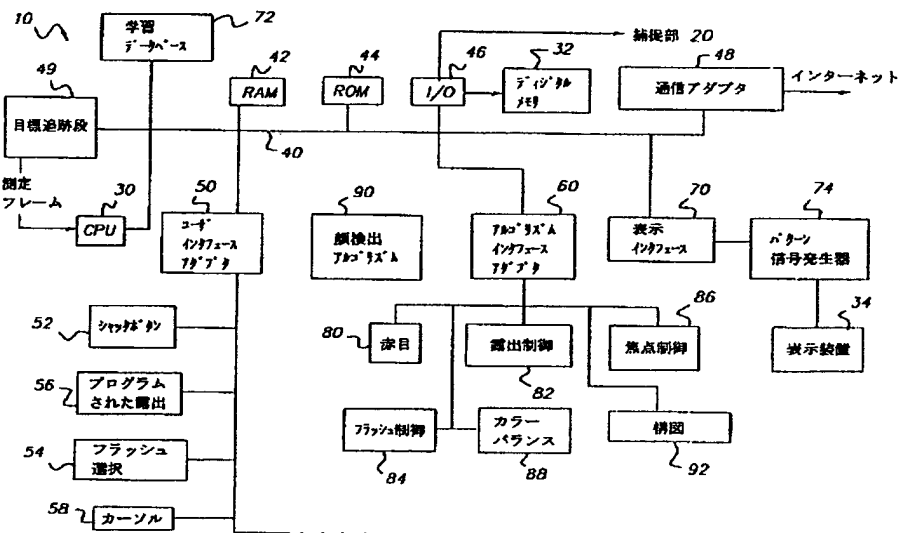 10
学習
データベース
72
42
RAM
44
ROM
46
I/O
捕捉部 20
32
ディジタル
メモリ
48
通信アダプタ
インターネット
49
目標追跡段
40
測定
フレーム
30
CPU
50
ユーザ
インタフェース
アダプタ
90
顔検出
アルゴリズム
60
アルゴリズム
インタフェース
アダプタ
70
表示
インタフェース
74
パターン
信号発生器
52
シャッタボタン
80
赤目
露出制御
82
86
焦点制御
34
表示装置
56
プログラム
された露出
フラッシュ制御
84
カラー
バランス
88
構図
92
54
フラッシュ
選択
58
カーソル